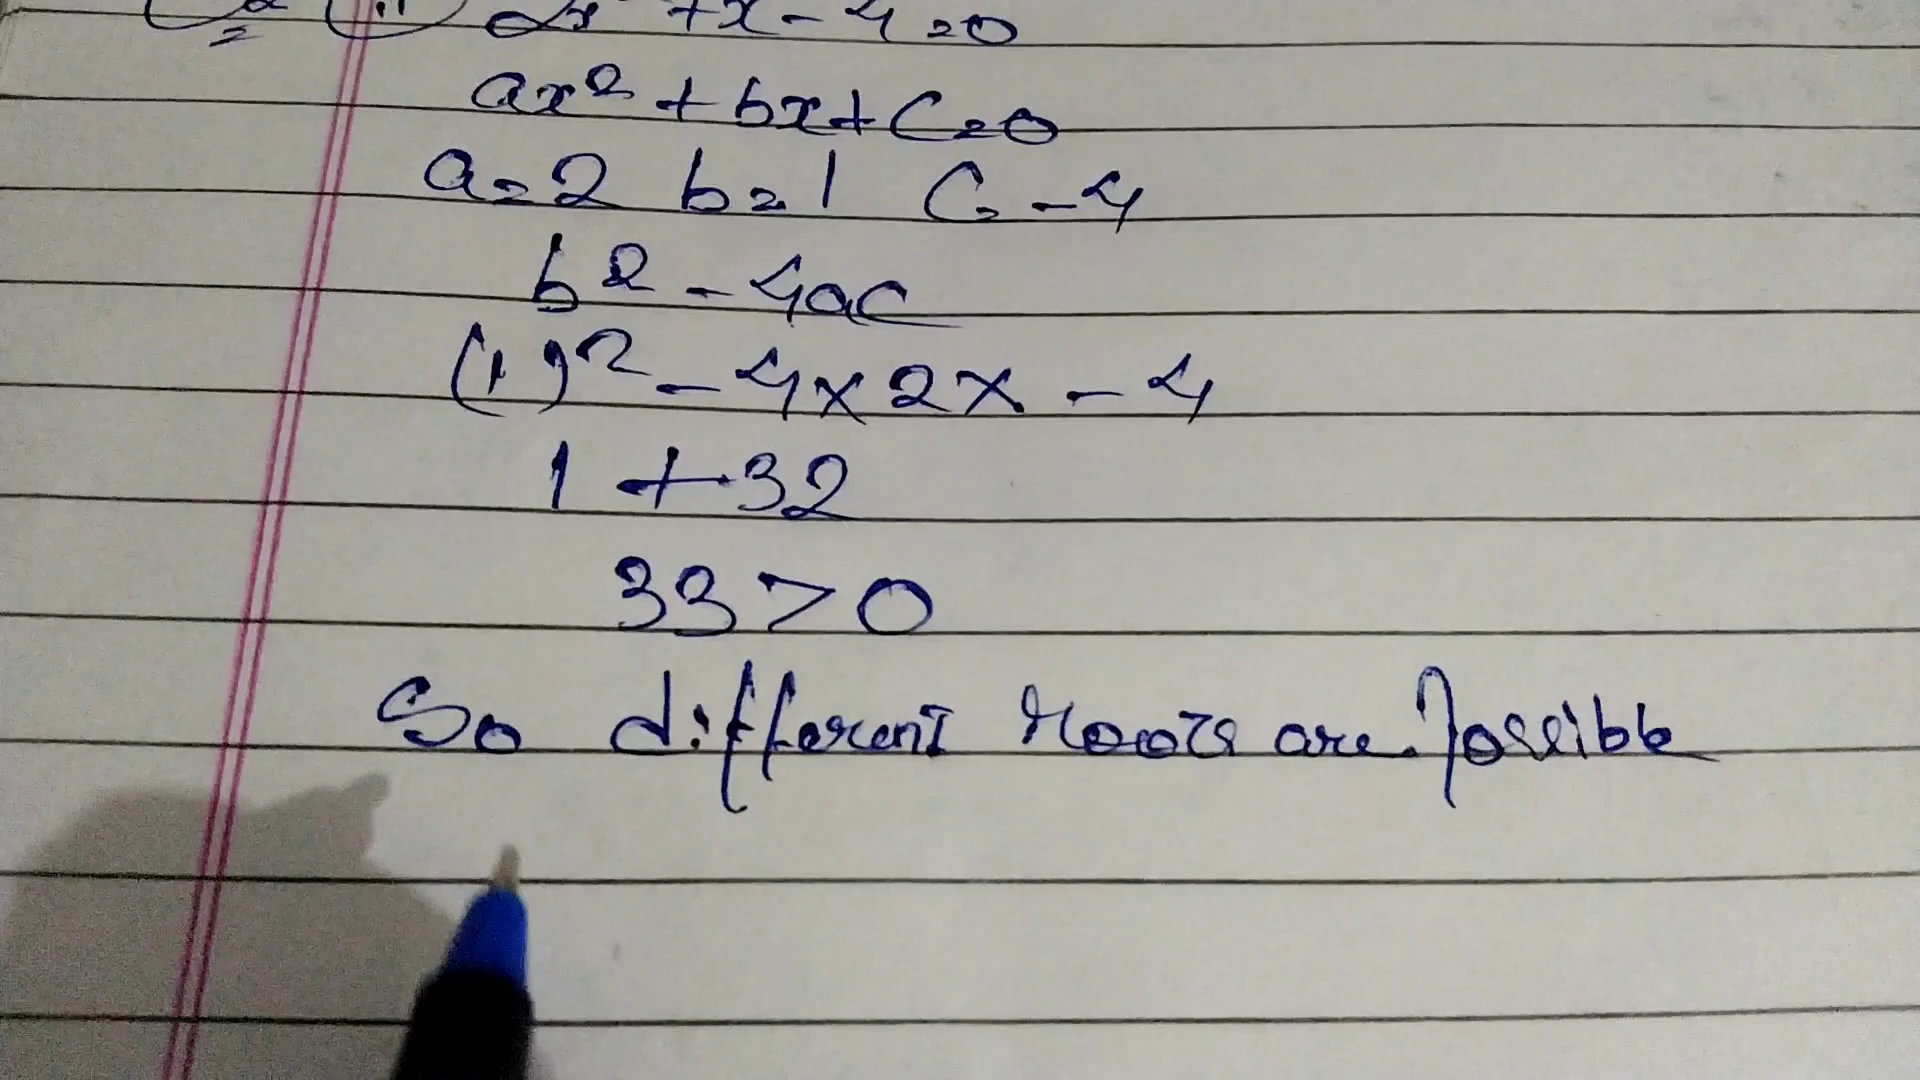 (ii) 2x² + x - 4 = 0
ax² + bx + c = 0
a = 2 b = 1 c = -4
b² - 4ac
(1)² - 4 × 2 × - 4
1 + 32
33 > 0
So different roots are possible